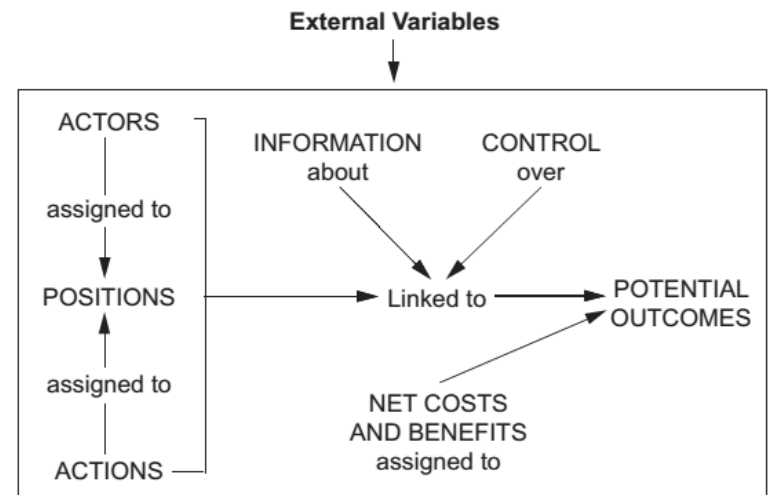 External Variables
ACTORS
assigned to
POSITIONS
assigned to
ACTIONS
INFORMATION
about
CONTROL
over
Linked to
POTENTIAL
OUTCOMES
NET COSTS
AND BENEFITS
assigned to